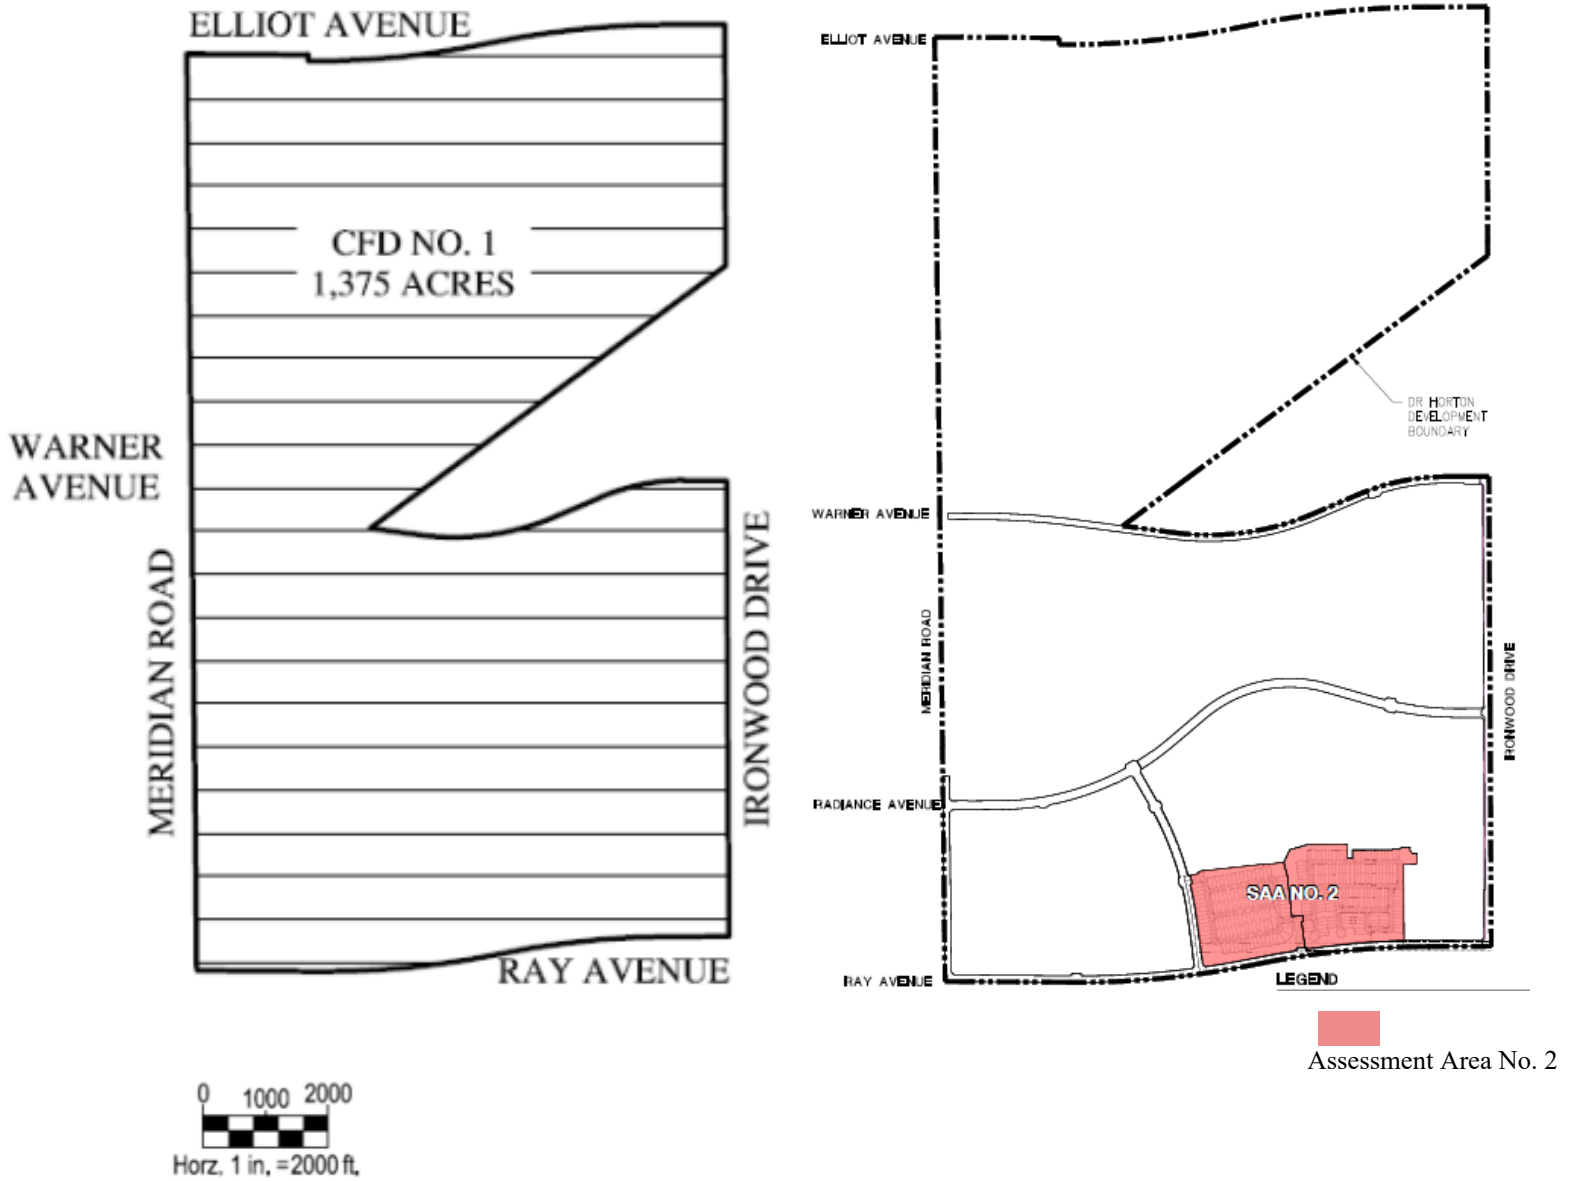 ELLIOT AVENUE
CFD NO. 1
1,375 ACRES
WARNER
AVENUE
MERIDIAN ROAD
IRONWOOD DRIVE
RAY AVENUE
0 1000 2000
Horz. 1 in. =2000 ft.
ELLIOT AVENUE
DR HORTON
DEVELOPMENT
BOUNDARY
WARNER AVENUE
MERIDIAN ROAD
IRONWOOD DRIVE
RADIANCE AVENUE
SAA NO. 2
RAY AVENUE
LEGEND
Assessment Area No. 2